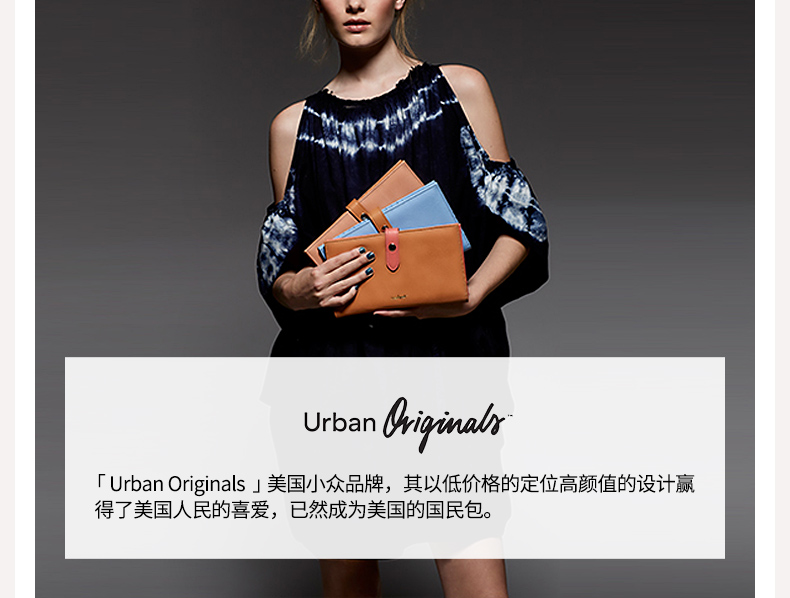 Urban Originals™
「Urban Originals」美国小众品牌，其以低价格的定位高颜值的设计赢
得了美国人民的喜爱，已然成为美国的国民包。